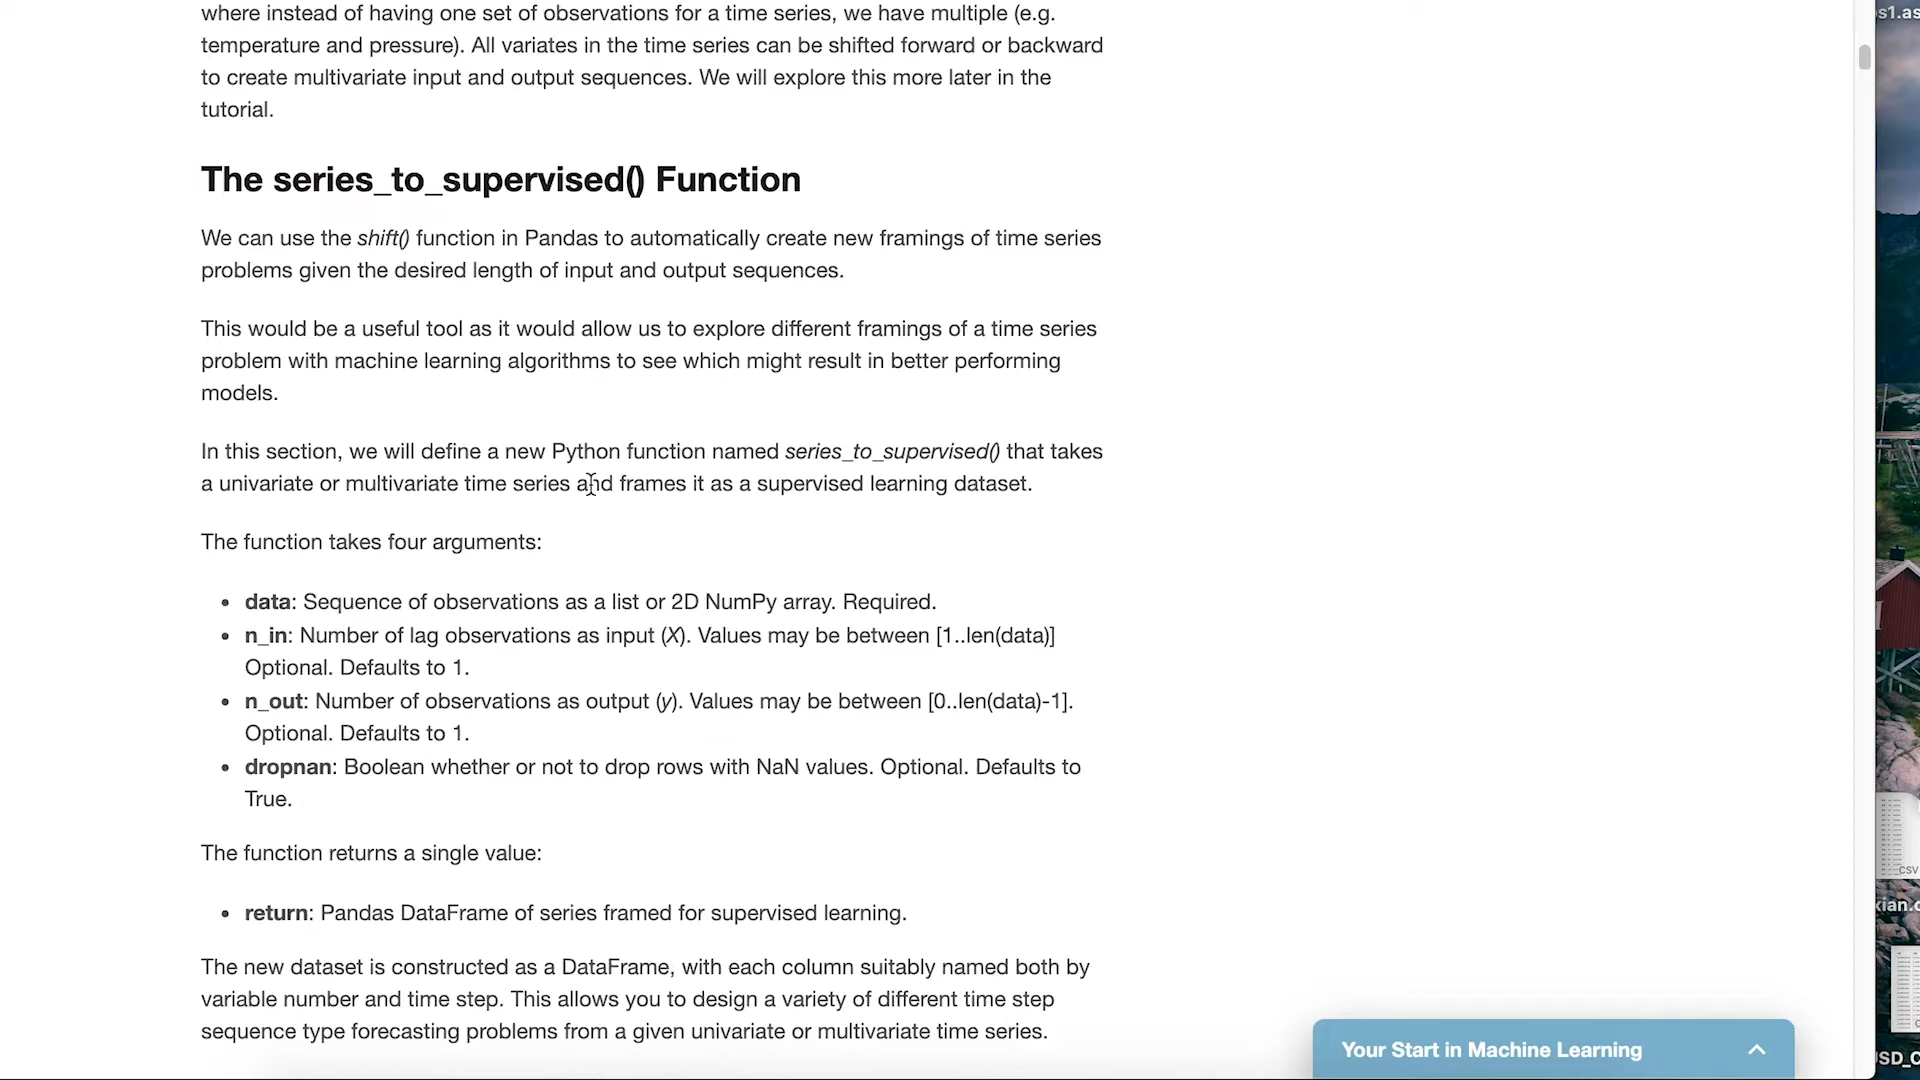 where instead of having one set of observations for a time series, we have multiple (e.g.
temperature and pressure). All variates in the time series can be shifted forward or backward
to create multivariate input and output sequences. We will explore this more later in the
tutorial.
The series_to_supervised() Function
We can use the shift() function in Pandas to automatically create new framings of time series
problems given the desired length of input and output sequences.
This would be a useful tool as it would allow us to explore different framings of a time series
problem with machine learning algorithms to see which might result in better performing
models.
In this section, we will define a new Python function named series_to_supervised() that takes
a univariate or multivariate time series and frames it as a supervised learning dataset.
The function takes four arguments:
• data: Sequence of observations as a list or 2D NumPy array. Required.
• n_in: Number of lag observations as input (X). Values may be between [1..len(data)]
Optional. Defaults to 1.
• n_out: Number of observations as output (y). Values may be between [0..len(data)-1].
Optional. Defaults to 1.
• dropnan: Boolean whether or not to drop rows with NaN values. Optional. Defaults to
True.
The function returns a single value:
• return: Pandas DataFrame of series framed for supervised learning.
The new dataset is constructed as a DataFrame, with each column suitably named both by
variable number and time step. This allows you to design a variety of different time step
sequence type forecasting problems from a given univariate or multivariate time series.
Your Start in Machine Learning
CSV